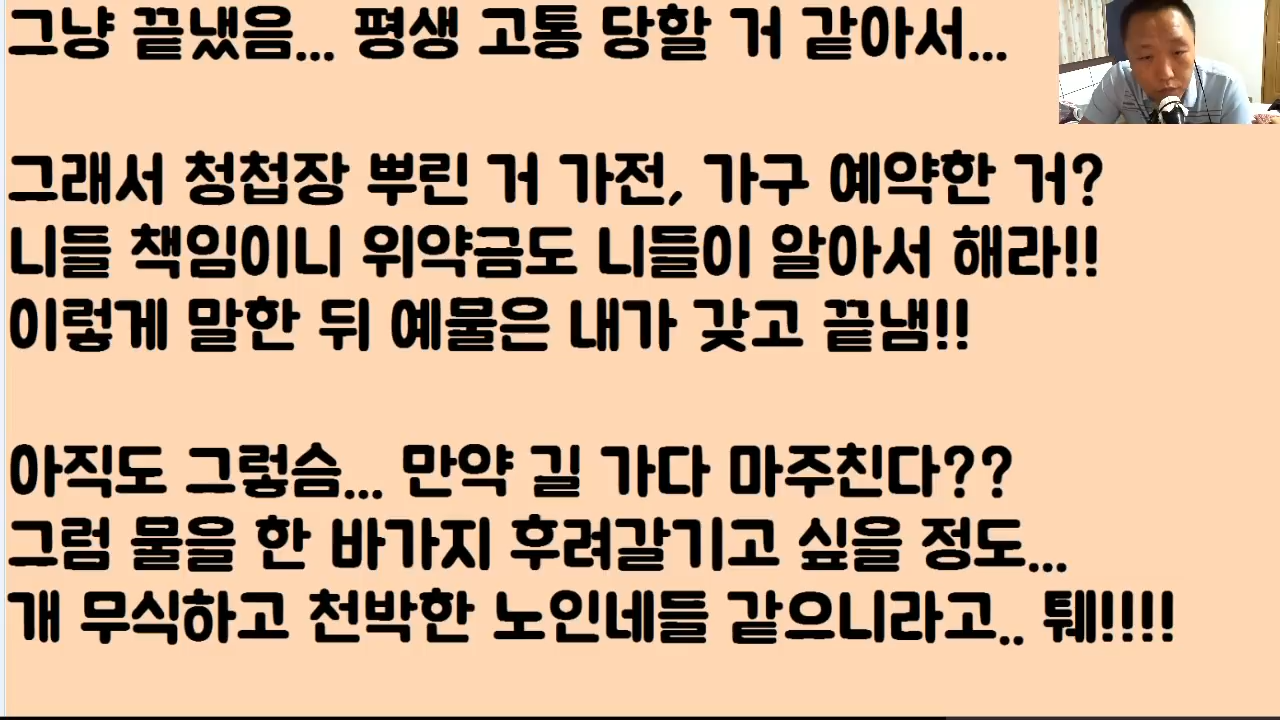 그냥 끝냈음... 평생 고통 당할 거 같아서...
그래서 청첩장 뿌린 거 가전, 가구 예약한 거?
니들 책임이니 위약금도 니들이 알아서 해라!!
이렇게 말한 뒤 예물은 내가 갖고 끝냄!!
아직도 그렇슴... 만약 길 가다 마주친다??
그럼 물을 한 바가지 후려갈기고 싶을 정도...
개 무식하고 천박한 노인네들 같으니라고.. 퉤!!!!